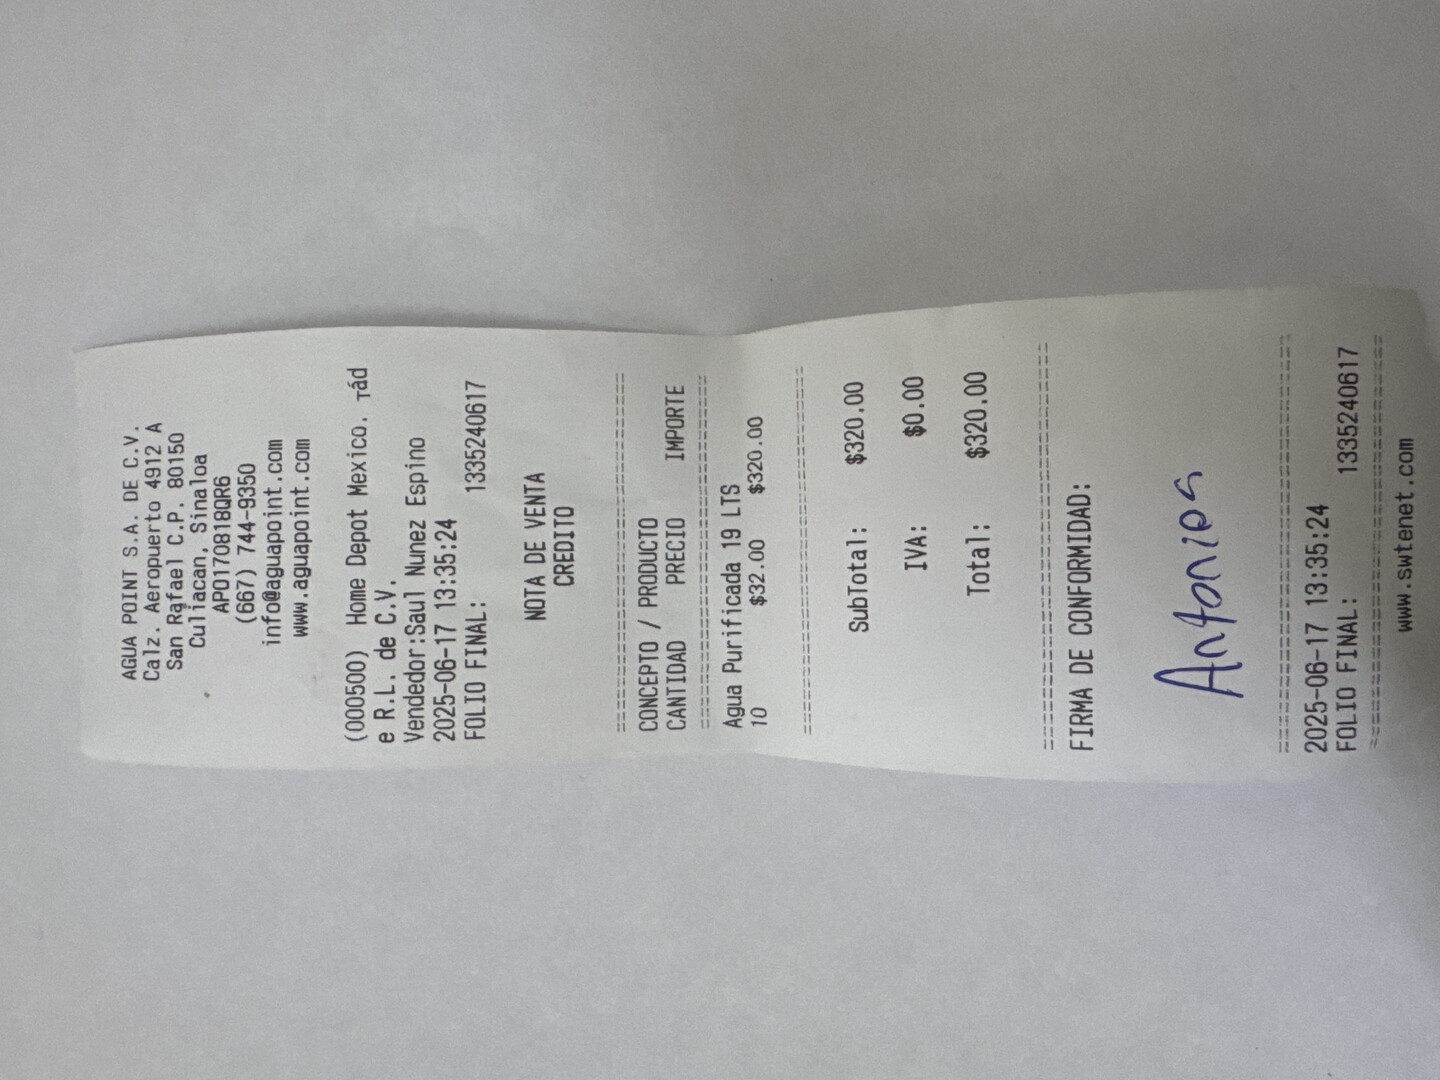 AGUA POINT S.A. DE C.V.
Calz. Aeropuerto 4912 A
San Rafael C.P. 80150
Culiacan, Sinaloa
APO170818QR6
(667) 744-9350
info@aguapoint.com
www.aguapoint.com
(000500) Home Depot Mexico. тád
e R.L. de C.V.
Vendedor:Saul Nunez Espino
2025-06-17 13:35:24
FOLIO FINAL: 1335240617
NOTA DE VENTA
CREDITO
CONCEPTO / PRODUCTO
CANTIDAD PRECIO IMPORTE
Agua Purificada 19 LTS
10 $32.00 $320.00
SubTotal: $320.00
IVA: $0.00
Total: $320.00
FIRMA DE CONFORMIDAD:
2025-06-17 13:35:24
FOLIO FINAL: 1335240617
www.swtenet.com